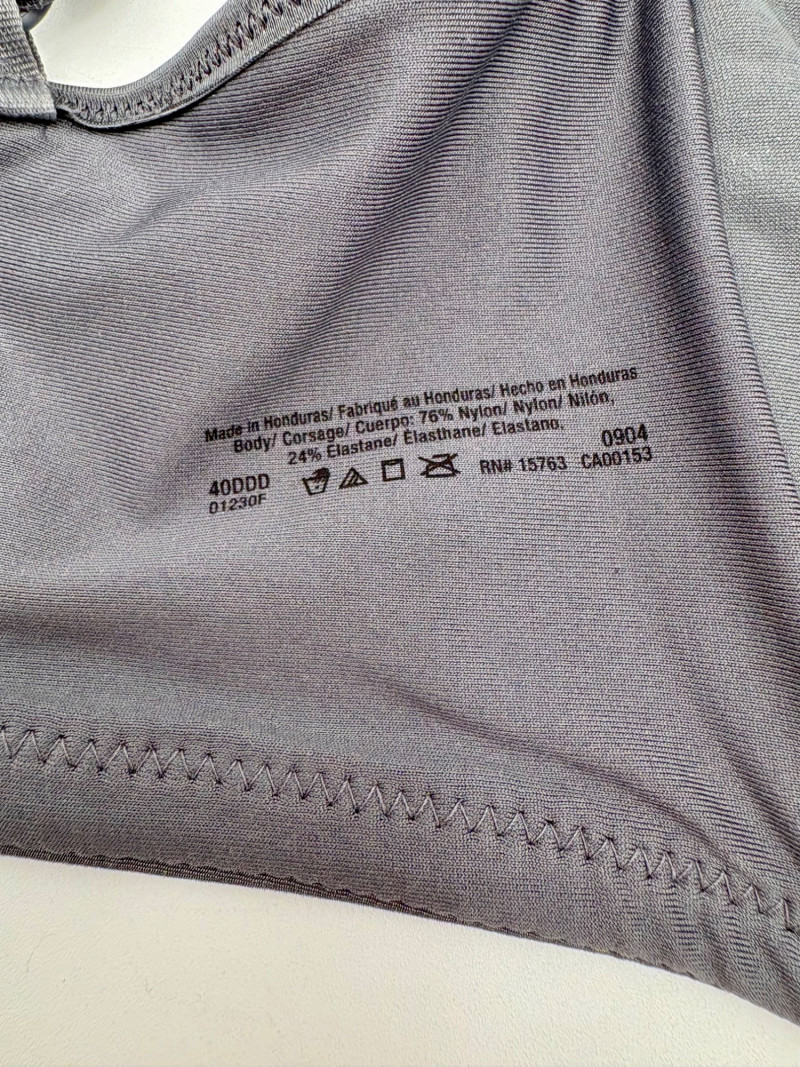 Made in Honduras/ Fabriqué au Honduras/ Hecho en Honduras
Body/ Corsage/ Cuerpo: 76% Nylon/ Nylon/ Nilón,
24% Elastane/ Élasthane/ Elastano.
0904
40DDD RN# 15763 CA00153
01230F